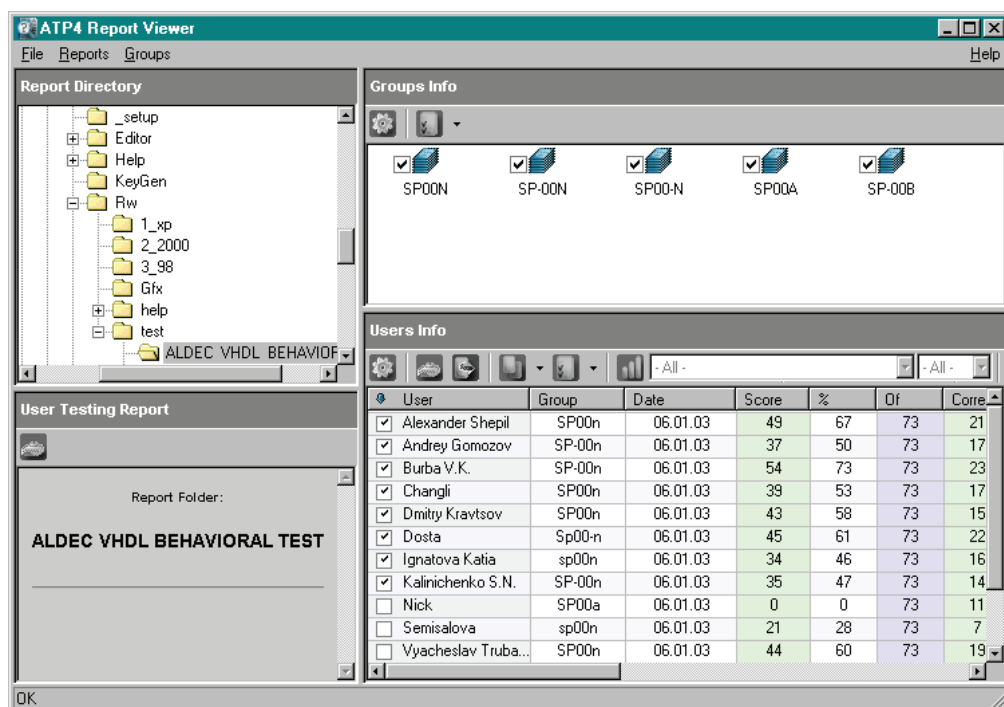 ATP4 Report Viewer
File Reports Groups Help
Report Directory
_setup
Editor
Help
KeyGen
Rw
1_xp
2_2000
3_98
Gfx
help
test
ALDEC VHDL BEHAVIOR
User Testing Report
Report Folder:
ALDEC VHDL BEHAVIORAL TEST
Groups Info
SP00N SP-00N SP00-N SP00A SP-00B
Users Info
- All - - All -
User Group Date Score % Of Corre
Alexander Shepil SP00n 06.01.03 49 67 73 21
Andrey Gomozov SP-00n 06.01.03 37 50 73 17
Burba V.K. SP-00n 06.01.03 54 73 73 23
Changli SP00n 06.01.03 39 53 73 17
Dmitry Kravtsov SP00n 06.01.03 43 58 73 15
Dosta Sp00-n 06.01.03 45 61 73 22
Ignatova Katia sp00n 06.01.03 34 46 73 16
Kalinichenko S.N. SP-00n 06.01.03 35 47 73 14
Nick SP00a 06.01.03 0 0 73 11
Semisalova sp00n 06.01.03 21 28 73 7
Vyacheslav Truba... SP00n 06.01.03 44 60 73 19
OK